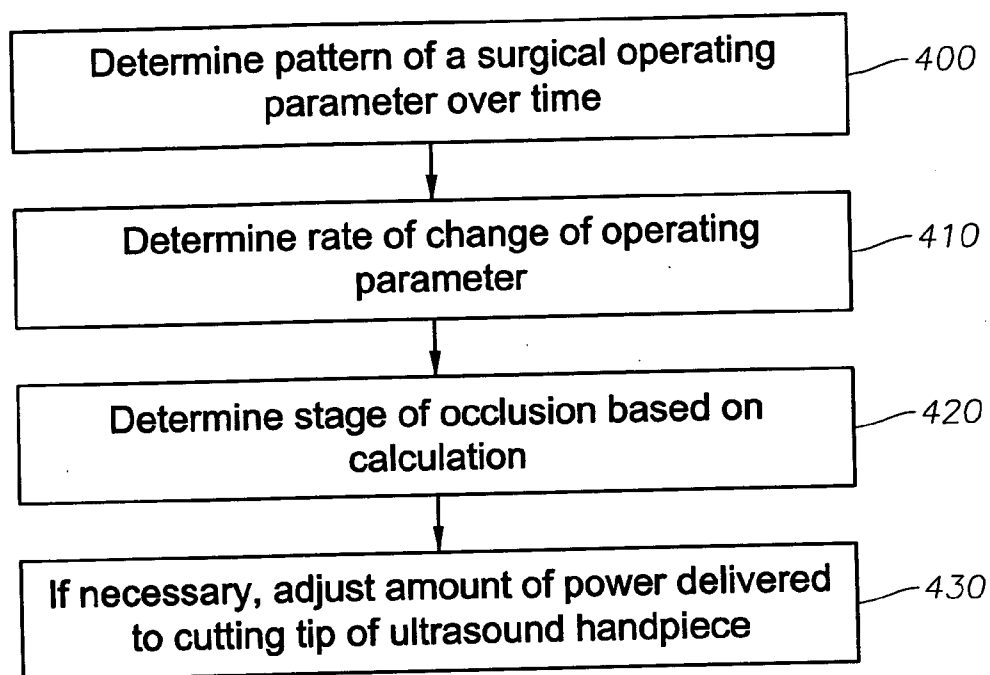 Determine pattern of a surgical operating
parameter over time
400
Determine rate of change of operating
parameter
410
Determine stage of occlusion based on
calculation
420
If necessary, adjust amount of power delivered
to cutting tip of ultrasound handpiece
430